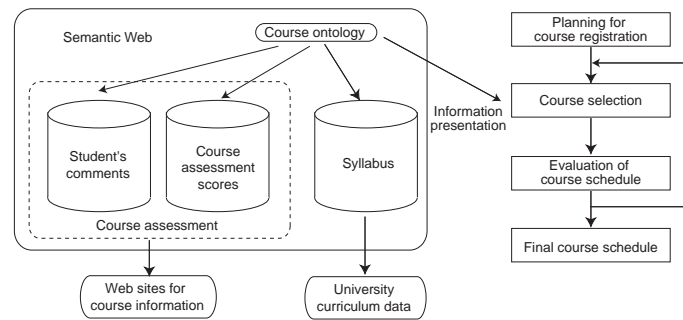 Semantic Web
Course ontology
Student's
comments
Course
assessment
scores
Syllabus
Course assessment
Web sites for
course information
University
curriculum data
Information
presentation
Planning for
course registration
Course selection
Evaluation of
course schedule
Final course schedule